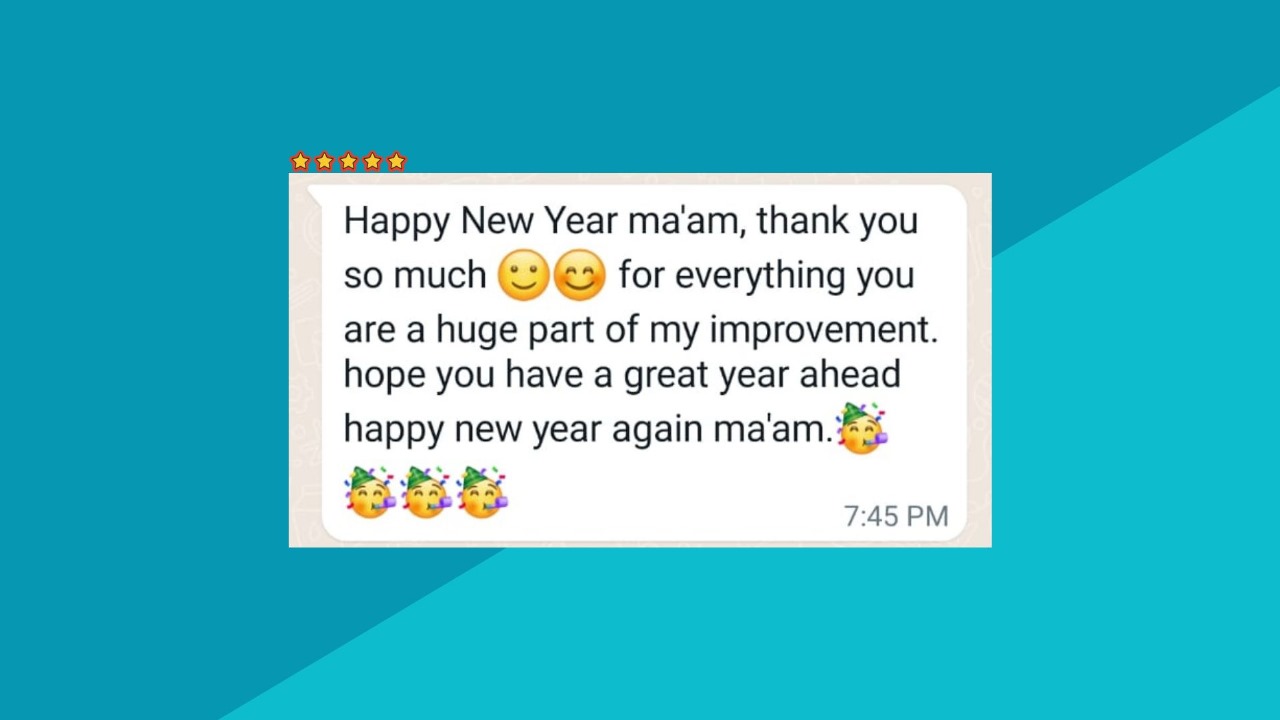 Happy New Year ma'am, thank you
so much 🙂😊 for everything you
are a huge part of my improvement.
hope you have a great year ahead
happy new year again ma'am.🥳
🥳🥳🥳
7:45 PM